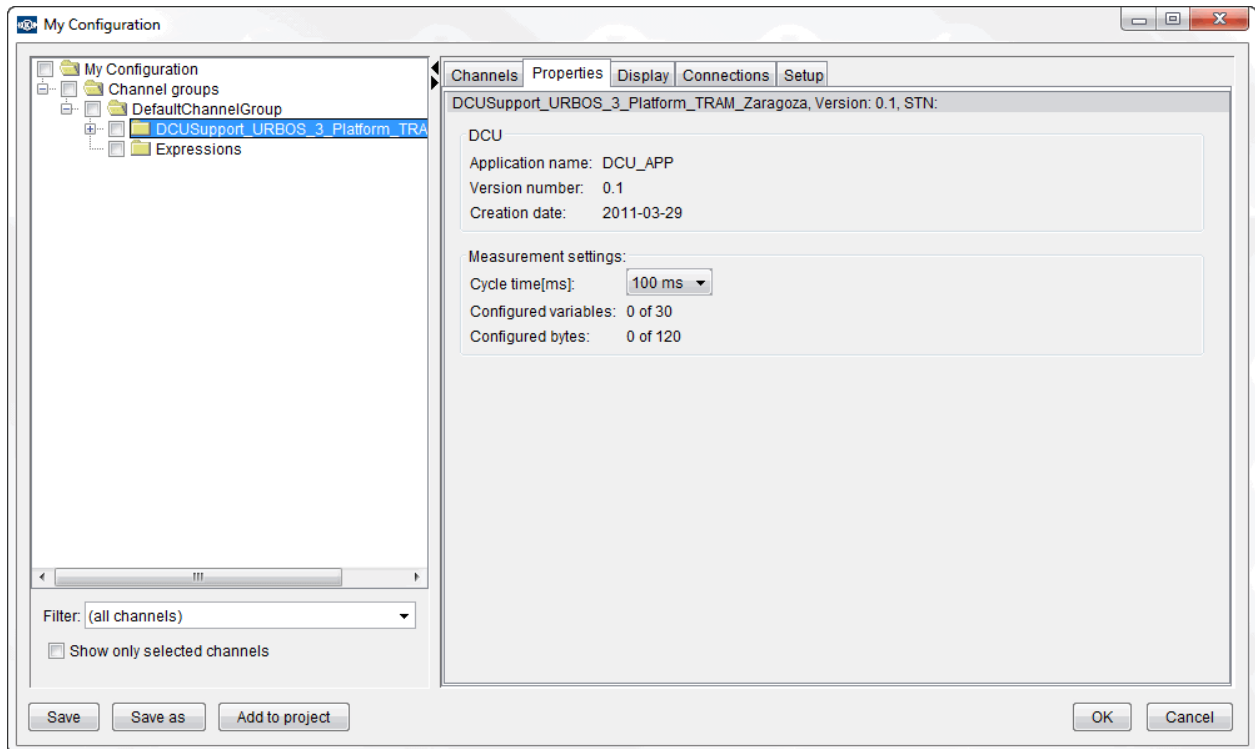 My Configuration
My Configuration
Channel groups
DefaultChannelGroup
DCUSupport_URBOS_3_Platform_TRA
Expressions
Filter: (all channels)
Show only selected channels
Channels Properties Display Connections Setup
DCUSupport_URBOS_3_Platform_TRAM_Zaragoza, Version: 0.1, STN:
DCU
Application name: DCU_APP
Version number: 0.1
Creation date: 2011-03-29
Measurement settings:
Cycle time[ms]: 100 ms
Configured variables: 0 of 30
Configured bytes: 0 of 120
Save Save as Add to project OK Cancel